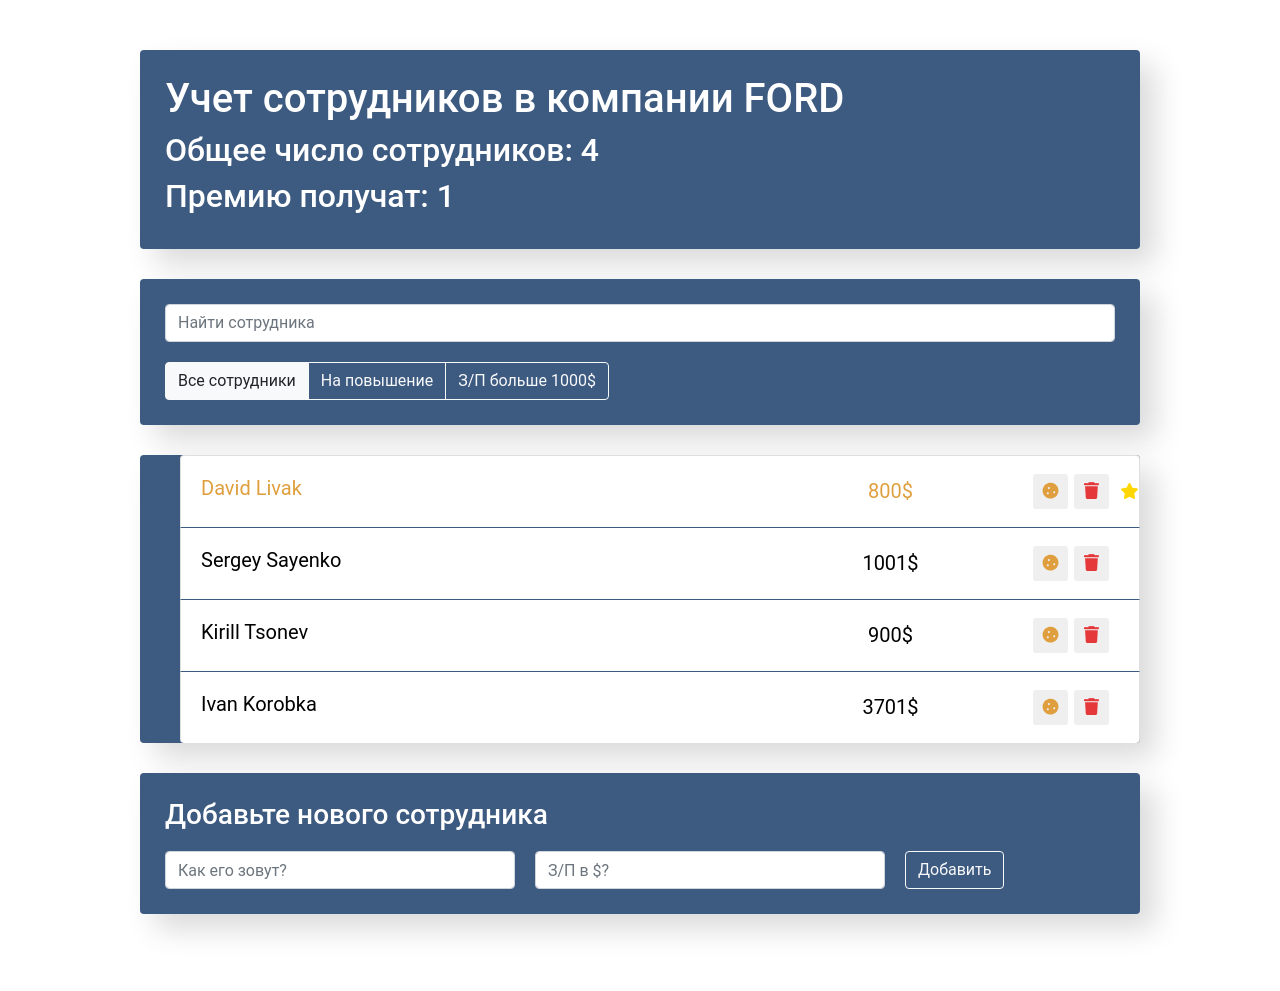 Учет сотрудников в компании FORD
Общее число сотрудников: 4
Премию получат: 1
Найти сотрудника
Все сотрудники На повышение З/П больше 1000$
David Livak 800$
Sergey Sayenko 1001$
Kirill Tsonev 900$
Ivan Korobka 3701$
Добавьте нового сотрудника
Как его зовут? З/П в $? Добавить